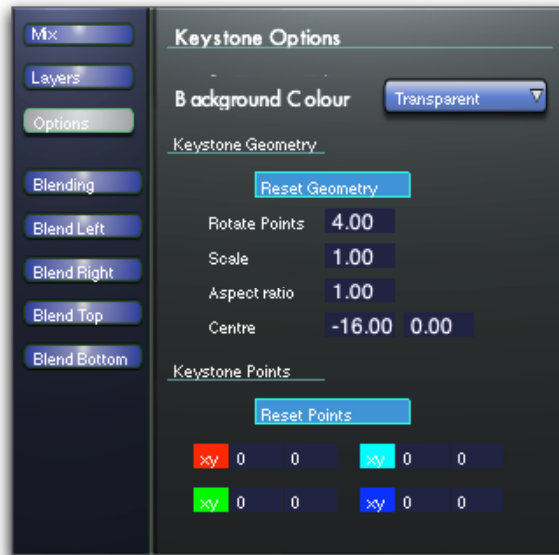 Mix
Layers
Options
Blending
Blend Left
Blend Right
Blend Top
Blend Bottom
Keystone Options
Background Colour Transparent
Keystone Geometry
Reset Geometry
Rotate Points 4.00
Scale 1.00
Aspect ratio 1.00
Centre -16.00 0.00
Keystone Points
Reset Points
xy 0 0 xy 0 0
xy 0 0 xy 0 0